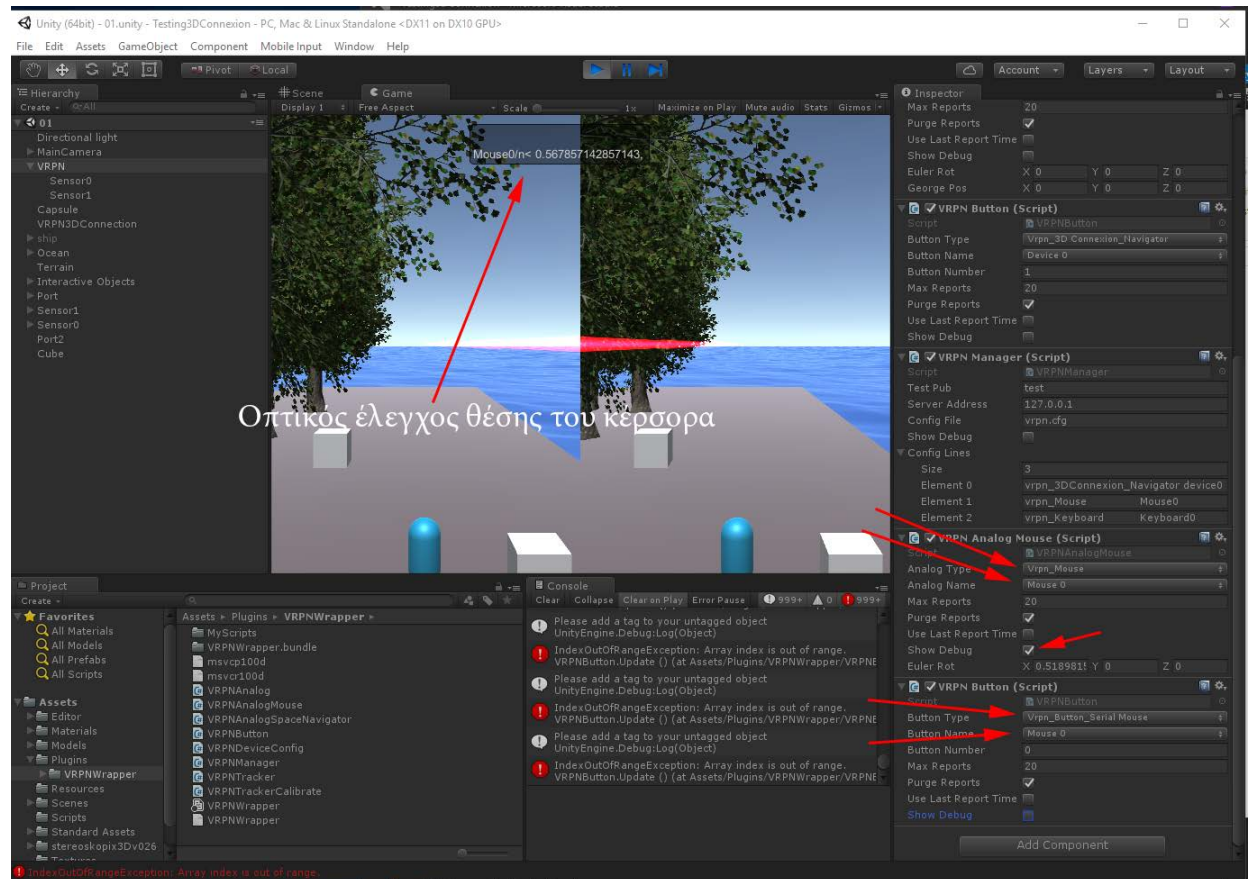 Unity (64bit) - 01.unity - Testing3DConnexion - PC, Mac & Linux Standalone <DX11 on DX10 GPU>
File Edit Assets GameObject Component Mobile Input Window Help
Pivot Local
Account Layers Layout
Hierarchy
Create All
01
Directional light
MainCamera
VRPN
Sensor0
Sensor1
Capsule
VRPN3DConnection
ship
Ocean
Terrain
Interactive Objects
Port
Sensor1
Sensor0
Port2
Cube
Scene Game
Display 1 Free Aspect Scale 1x Maximize on Play Mute audio Stats Gizmos
Mouse0/n< 0.567857142857143,
Οπτικός έλεγχος θέσης του κέρσορα
Inspector
Max Reports 20
Purge Reports
Use Last Report Time
Show Debug
Euler Rot X 0 Y 0 Z 0
George Pos X 0 Y 0 Z 0
VRPN Button (Script)
Script VRPNButton
Button Type Vrpn_3D Connexion_Navigator
Button Name Device 0
Button Number 1
Max Reports 20
Purge Reports
Use Last Report Time
Show Debug
VRPN Manager (Script)
Script VRPNManager
Test Pub test
Server Address 127.0.0.1
Config File vrpn.cfg
Show Debug
Config Lines
Size 3
Element 0 vrpn_3DConnexion_Navigator device0
Element 1 vrpn_Mouse Mouse0
Element 2 vrpn_Keyboard Keyboard0
VRPN Analog Mouse (Script)
Script VRPNAnalogMouse
Analog Type Vrpn_Mouse
Analog Name Mouse 0
Max Reports 20
Purge Reports
Use Last Report Time
Show Debug
Euler Rot X 0.518981 Y 0 Z 0
VRPN Button (Script)
Script VRPNButton
Button Type Vrpn_Button_Serial Mouse
Button Name Mouse 0
Button Number 0
Max Reports 20
Purge Reports
Use Last Report Time
Show Debug
Add Component
Project
Create
Favorites
All Materials
All Models
All Prefabs
All Scripts
Assets
Editor
Materials
Models
Plugins
VRPNWrapper
Resources
Scenes
Scripts
Standard Assets
stereoskopix3Dv026
Textures
Assets Plugins VRPNWrapper
MyScripts
VRPNWrapper.bundle
msvcp100d
msvcr100d
VRPNAnalog
VRPNAnalogMouse
VRPNAnalogSpaceNavigator
VRPNButton
VRPNDeviceConfig
VRPNManager
VRPNTracker
VRPNTrackerCalibrate
VRPNWrapper
VRPNWrapper
Console
Clear Collapse Clear on Play Error Pause 999+ 0 999+
Please add a tag to your untagged object
UnityEngine.Debug:Log(Object)
IndexOutOfRangeException: Array index is out of range.
VRPNButton.Update () (at Assets/Plugins/VRPNWrapper/VRPNB
Please add a tag to your untagged object
UnityEngine.Debug:Log(Object)
IndexOutOfRangeException: Array index is out of range.
VRPNButton.Update () (at Assets/Plugins/VRPNWrapper/VRPNB
Please add a tag to your untagged object
UnityEngine.Debug:Log(Object)
IndexOutOfRangeException: Array index is out of range.
VRPNButton.Update () (at Assets/Plugins/VRPNWrapper/VRPNB
IndexOutOfRangeException: Array index is out of range.